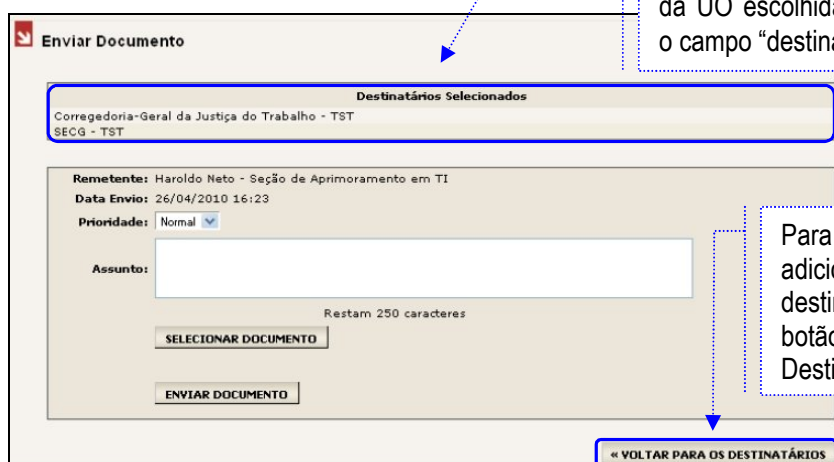 da UO escolhida
o campo “destina
Enviar Documento
Destinatários Selecionados
Corregedoria-Geral da Justiça do Trabalho - TST
SECG - TST
Remetente: Haroldo Neto - Seção de Aprimoramento em TI
Data Envio: 26/04/2010 16:23
Prioridade: Normal
Assunto:
Restam 250 caracteres
SELECIONAR DOCUMENTO
ENVIAR DOCUMENTO
Para
adicio
destin
botão
Desti
« VOLTAR PARA OS DESTINATÁRIOS